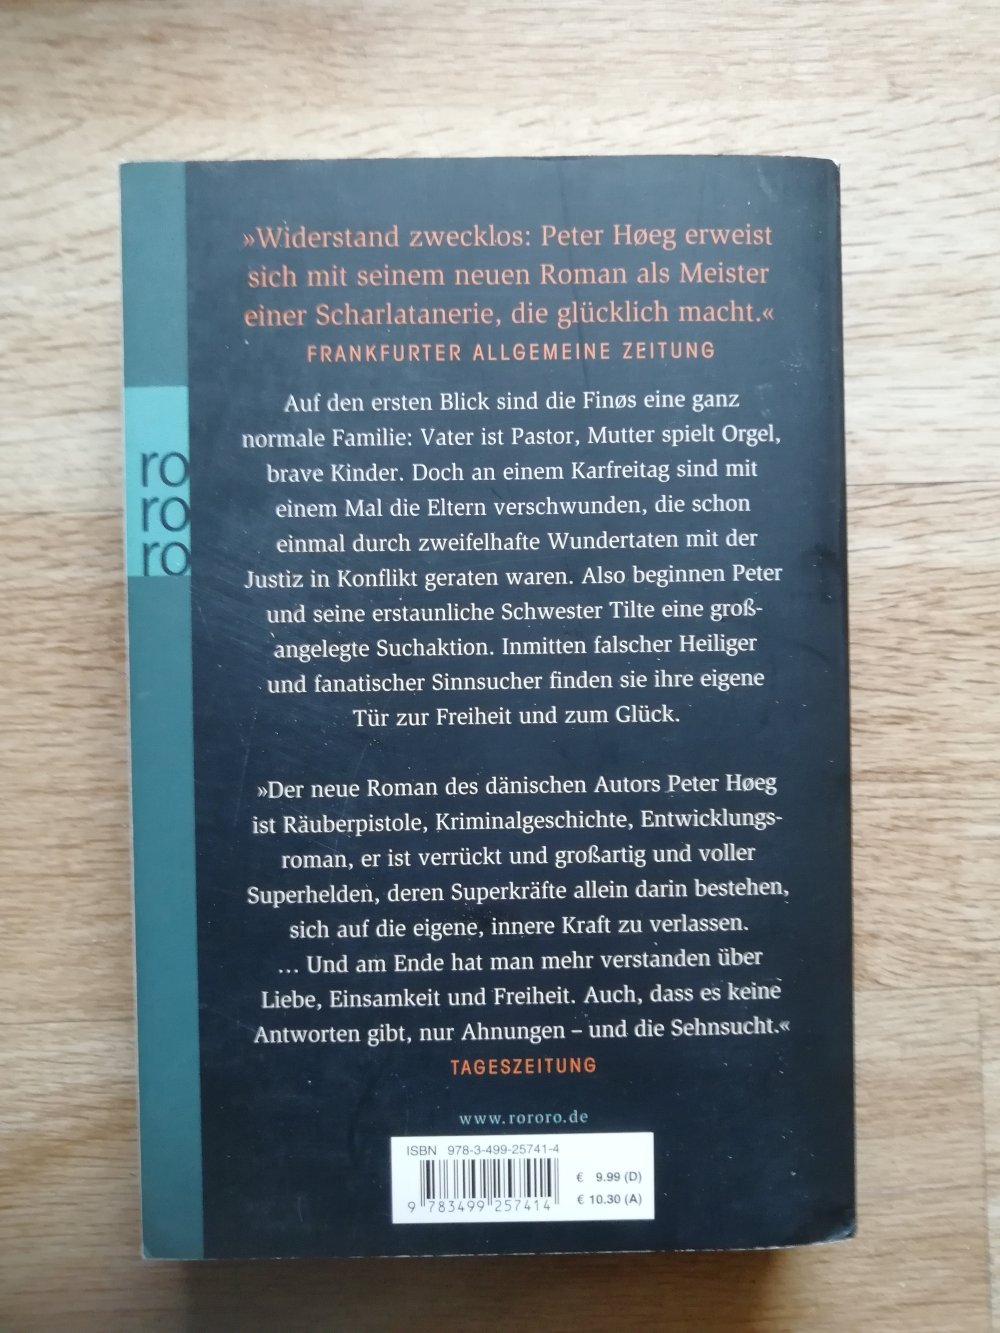 »Widerstand zwecklos: Peter Høeg erweist
sich mit seinem neuen Roman als Meister
einer Scharlatanerie, die glücklich macht.«
FRANKFURTER ALLGEMEINE ZEITUNG
Auf den ersten Blick sind die Finøs eine ganz
normale Familie: Vater ist Pastor, Mutter spielt Orgel,
brave Kinder. Doch an einem Karfreitag sind mit
einem Mal die Eltern verschwunden, die schon
einmal durch zweifelhafte Wundertaten mit der
Justiz in Konflikt geraten waren. Also beginnen Peter
und seine erstaunliche Schwester Tilte eine groß-
angelegte Suchaktion. Inmitten falscher Heiliger
und fanatischer Sinnsucher finden sie ihre eigene
Tür zur Freiheit und zum Glück.
»Der neue Roman des dänischen Autors Peter Høeg
ist Räuberpistole, Kriminalgeschichte, Entwicklungs-
roman, er ist verrückt und großartig und voller
Superhelden, deren Superkräfte allein darin bestehen,
sich auf die eigene, innere Kraft zu verlassen.
... Und am Ende hat man mehr verstanden über
Liebe, Einsamkeit und Freiheit. Auch, dass es keine
Antworten gibt, nur Ahnungen – und die Sehnsucht.«
TAGESZEITUNG
www.rororo.de
ISBN 978-3-499-25741-4
€ 9.99 (D)
€ 10.30 (A)
9 783499 257414
ro
ro
ro